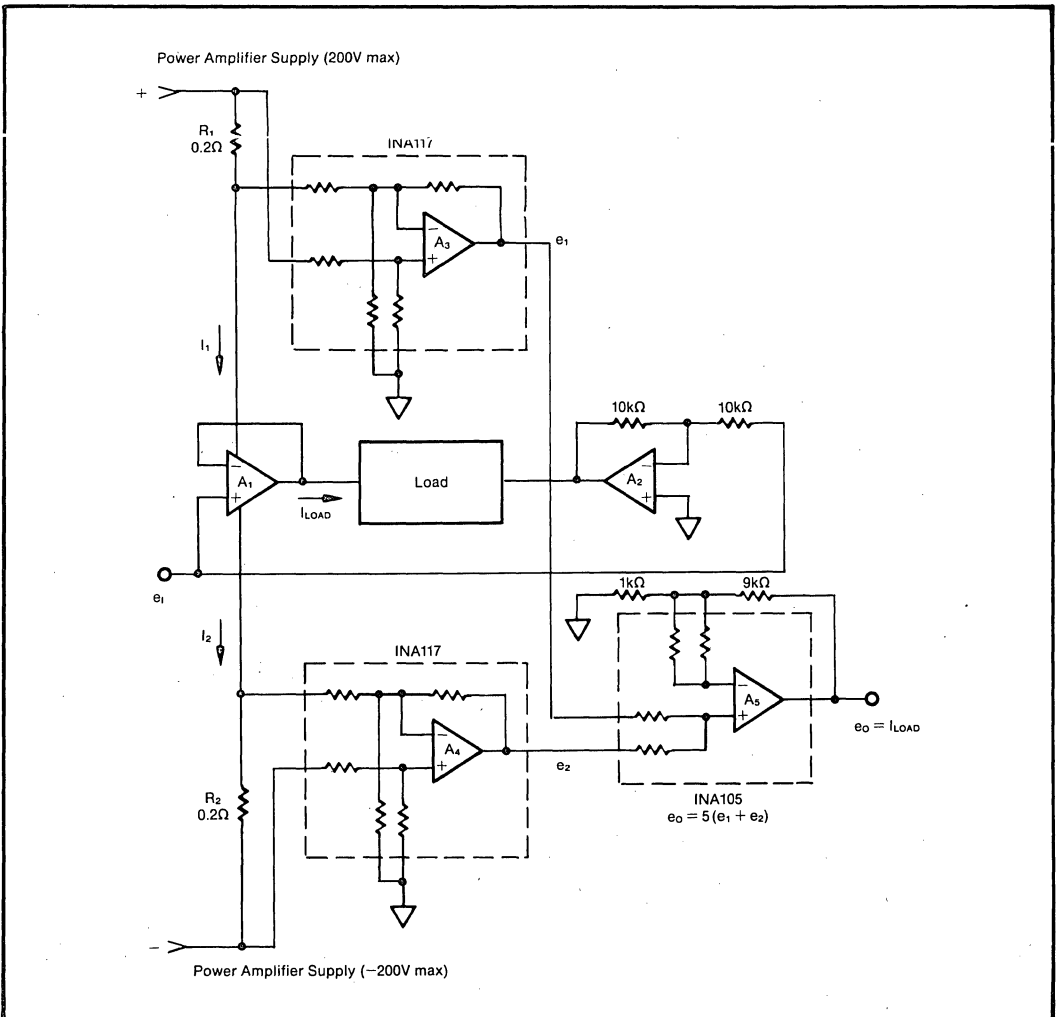 Power Amplifier Supply (200V max)
+
R₁
0.2Ω
INA117
−
A₃
+
e₁
I₁
10kΩ
10kΩ
−
A₁
+
I_LOAD
Load
−
A₂
+
e_I
1kΩ
9kΩ
I₂
INA117
−
A₄
+
e₂
−
A₅
+
e_O = I_LOAD
R₂
0.2Ω
INA105
e_O = 5(e₁ + e₂)
−
Power Amplifier Supply (−200V max)